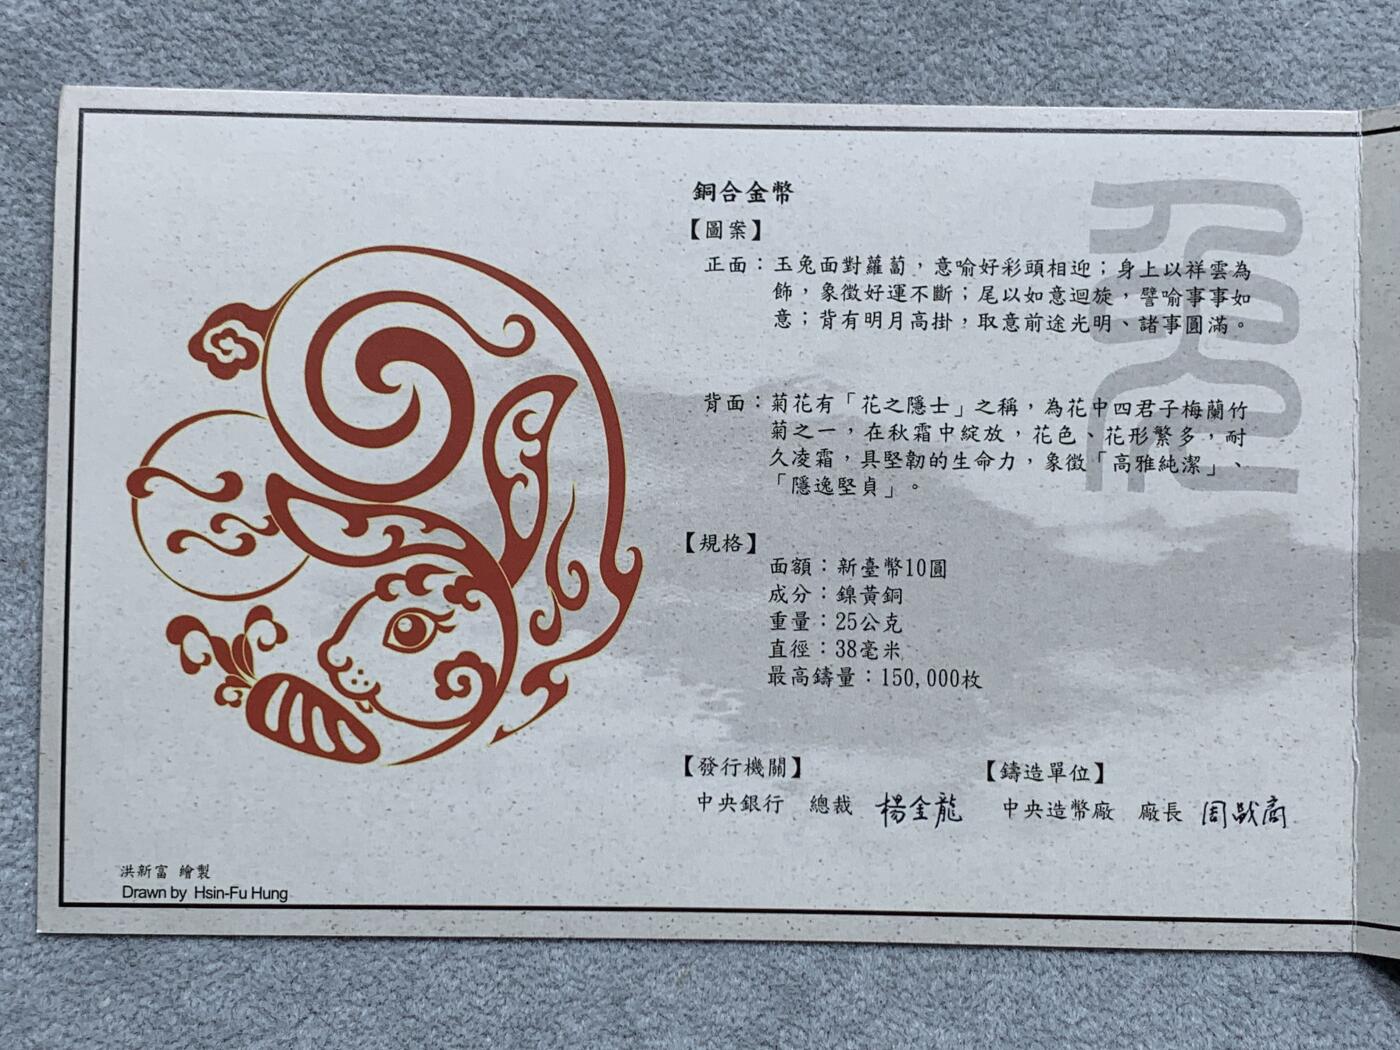 銅合金幣
【圖案】
正面：玉兔面對蘿蔔，意喻好彩頭相迎；身上以祥雲為
飾，象徵好運不斷；尾以如意迴旋，譬喻事事如
意；背有明月高掛，取意前途光明、諸事圓滿。
背面：菊花有「花之隱士」之稱，為花中四君子梅蘭竹
菊之一，在秋霜中綻放，花色、花形繁多，耐
久凌霜，具堅韌的生命力，象徵「高雅純潔」、
「隱逸堅貞」。
【規格】
面額：新臺幣10圓
成分：鎳黃銅
重量：25公克
直徑：38毫米
最高鑄量：150,000枚
【發行機關】 【鑄造單位】
中央銀行 總裁 楊金龍 中央造幣廠 廠長
洪新富 繪製
Drawn by Hsin-Fu Hung